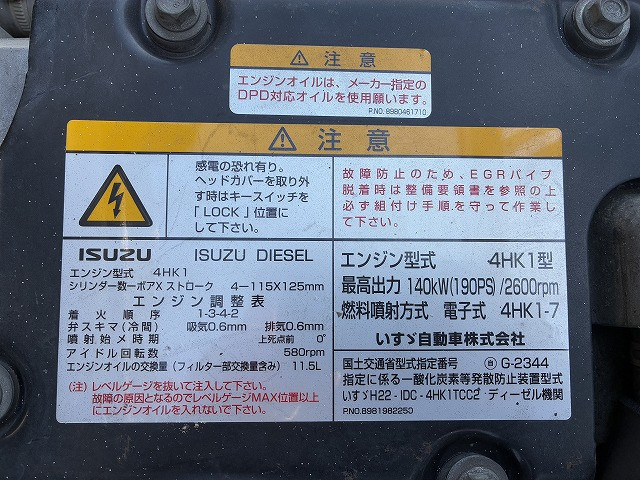 ⚠ 注意
エンジンオイルは、メーカー指定の
DPD対応オイルを使用願います。
P.NO. 8980461710
⚠ 注意
感電の恐れ有り。
ヘッドカバーを取り外
す時はキースイッチを
「LOCK」位置に
して下さい。
故障防止のため、EGRパイプ
脱着時は整備要領書を参照の上
必ず組付け手順を守って作業し
て下さい。
ISUZU ISUZU DIESEL
エンジン型式 4HK1
シリンダー数ーボアXストローク 4－115X125mm
エンジン調整表
着火順序 1-3-4-2
弁スキマ(冷間) 吸気0.6mm 排気0.6mm
噴射始メ時期 上死点前 0°
アイドル回転数 580rpm
エンジンオイルの交換量(フィルター部交換量含み) 11.5L
(注)レベルゲージを抜いて注入して下さい。
故障の原因となるのでレベルゲージMAX位置以上
にエンジンオイルを入れないで下さい。
エンジン型式 4HK1型
最高出力 140kW(190PS)/2600rpm
燃料噴射方式 電子式 4HK1-7
いすゞ自動車株式会社
国土交通省型式指定番号 G-2344
指定に係る一酸化炭素等発散防止装置型式
いすゞH22-IDC-4HK1TCC2 ディーゼル機関
P.NO.8981982250